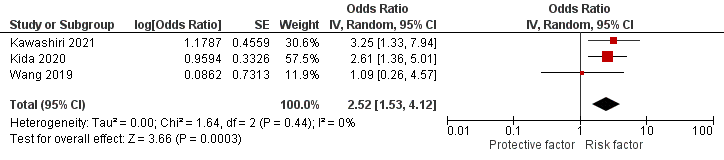 Odds Ratio Odds Ratio
Study or Subgroup log[Odds Ratio] SE Weight IV, Random, 95% CI IV, Random, 95% CI
Kawashiri 2021 1.1787 0.4559 30.6% 3.25 [1.33, 7.94]
Kida 2020 0.9594 0.3326 57.5% 2.61 [1.36, 5.01]
Wang 2019 0.0862 0.7313 11.9% 1.09 [0.26, 4.57]
Total (95% CI) 100.0% 2.52 [1.53, 4.12]
Heterogeneity: Tau² = 0.00; Chi² = 1.64, df = 2 (P = 0.44); I² = 0%
Test for overall effect: Z = 3.66 (P = 0.0003)
0.01 0.1 1 10 100
Protective factor Risk factor